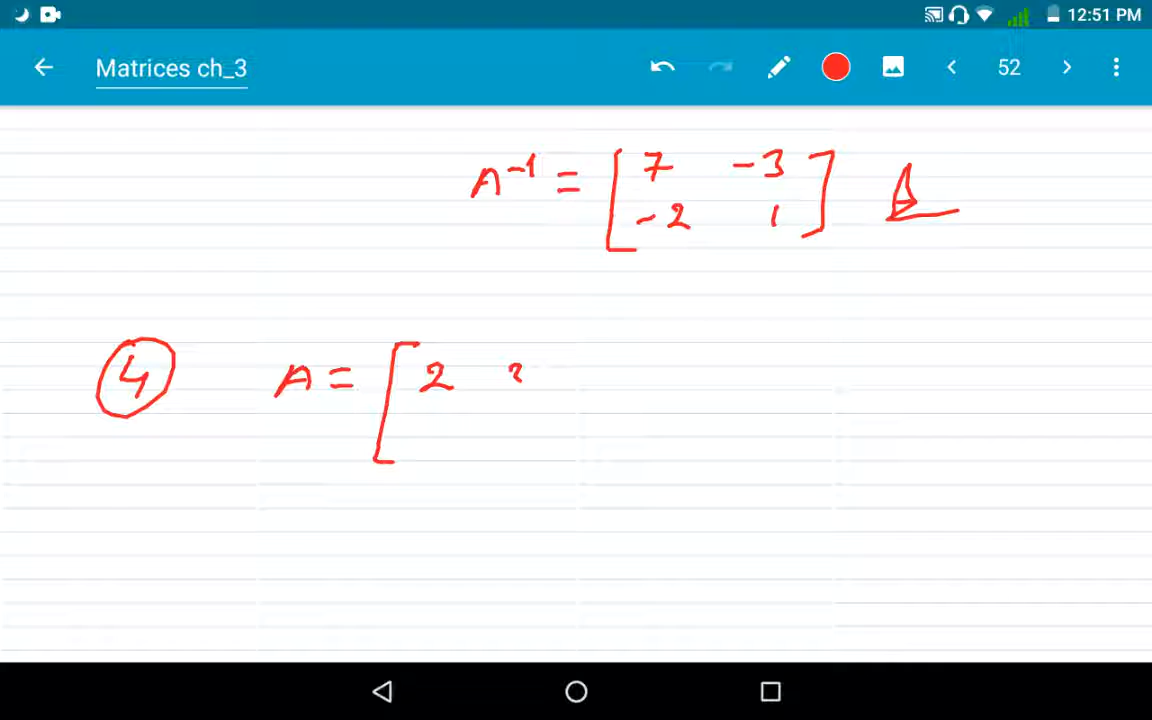 12:51 PM
Matrices ch_3 52
A⁻¹ = [ 7 -3
-2 1 ]
4 A = [ 2